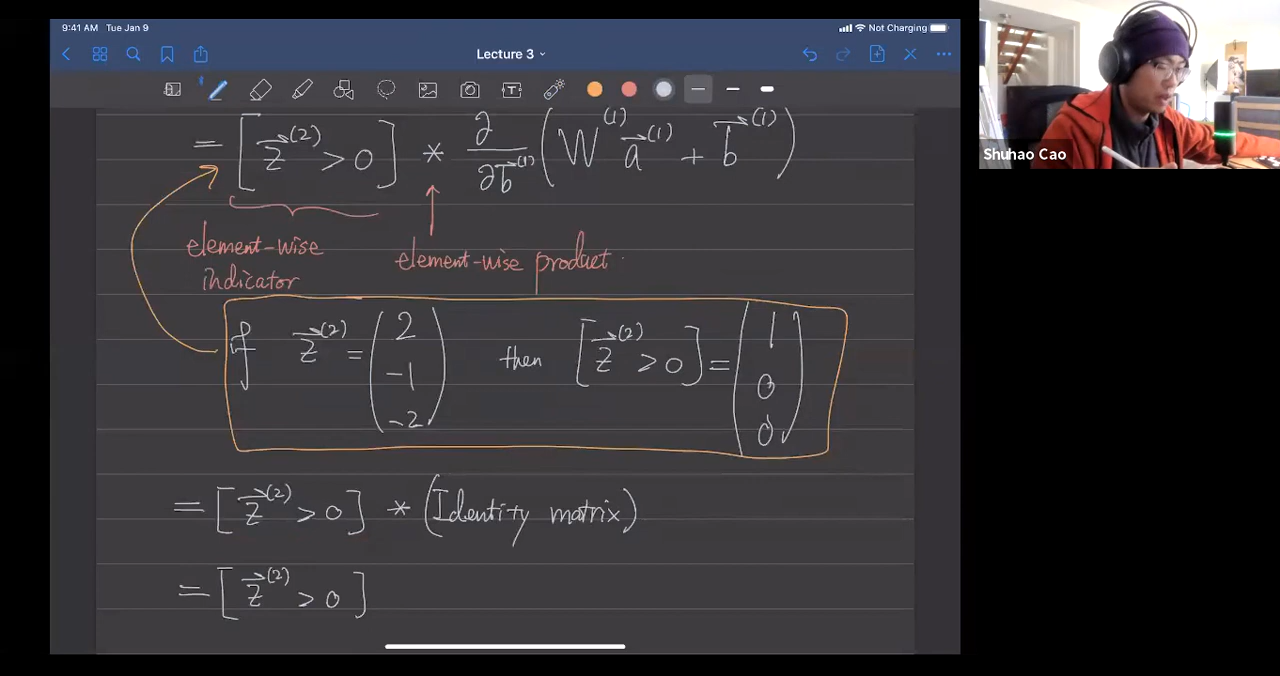 9:41 AM Tue Jan 9
Not Charging
Lecture 3
= [z⃗^(2) > 0] * ∂/∂b⃗^(1) (W^(1) a⃗^(1) + b⃗^(1))
element-wise
indicator
element-wise product
If z⃗^(2) = (2 -1 -2) then [z⃗^(2) > 0] = (1 0 0)
= [z⃗^(2) > 0] * (Identity matrix)
= [z⃗^(2) > 0]
Shuhao Cao